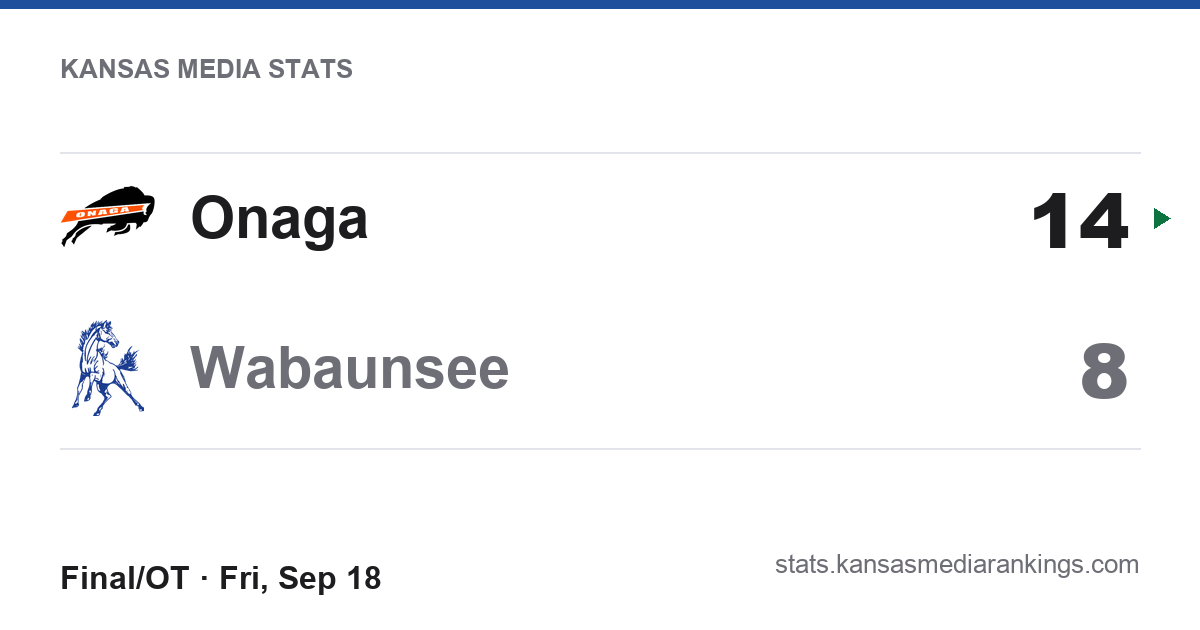 KANSAS MEDIA STATS
ONAGA
Onaga 14
Wabaunsee 8
Final/OT · Fri, Sep 18
stats.kansasmediarankings.com